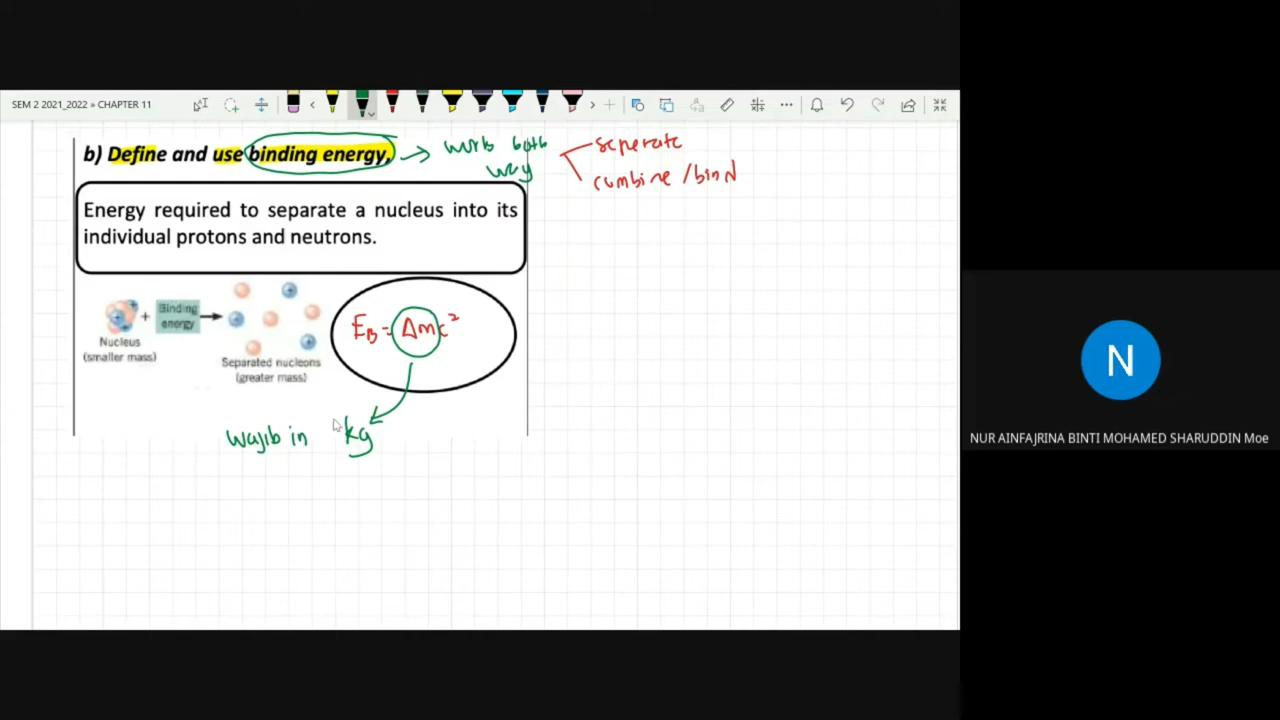 SEM 2 2021_2022 » CHAPTER 11
b) Define and use binding energy,
works both
way
seperate
combine /bind
Energy required to separate a nucleus into its
individual protons and neutrons.
Nucleus
(smaller mass)
+
Binding
energy
Separated nucleons
(greater mass)
E_B = Δmc²
wajib in kg
N
NUR AINFAJRINA BINTI MOHAMED SHARUDDIN Moe